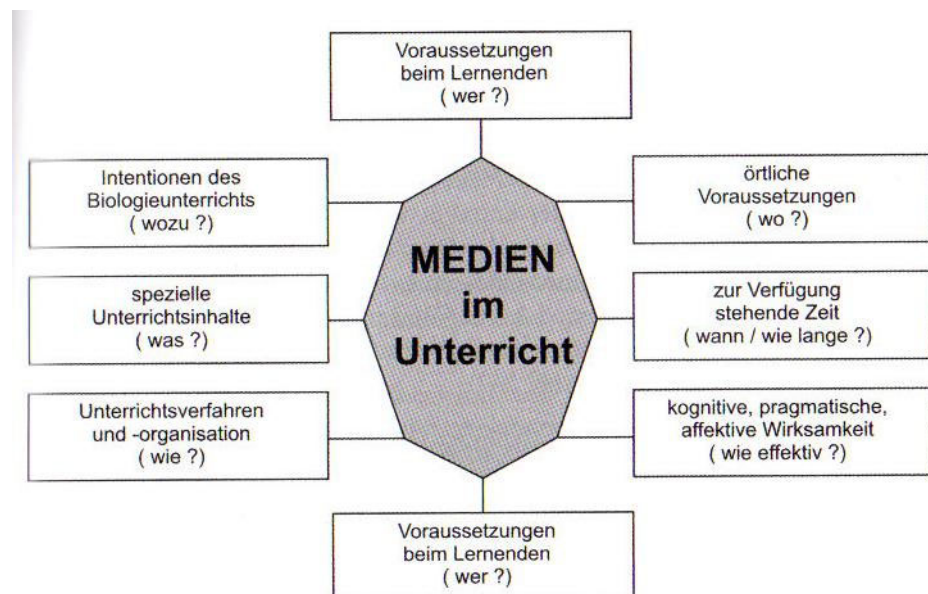 Voraussetzungen
beim Lernenden
( wer ?)
Intentionen des
Biologieunterrichts
( wozu ?)
örtliche
Voraussetzungen
( wo ?)
MEDIEN
im
Unterricht
spezielle
Unterrichtsinhalte
( was ?)
zur Verfügung
stehende Zeit
( wann / wie lange ?)
Unterrichtsverfahren
und -organisation
( wie ?)
kognitive, pragmatische,
affektive Wirksamkeit
( wie effektiv ?)
Voraussetzungen
beim Lernenden
( wer ?)